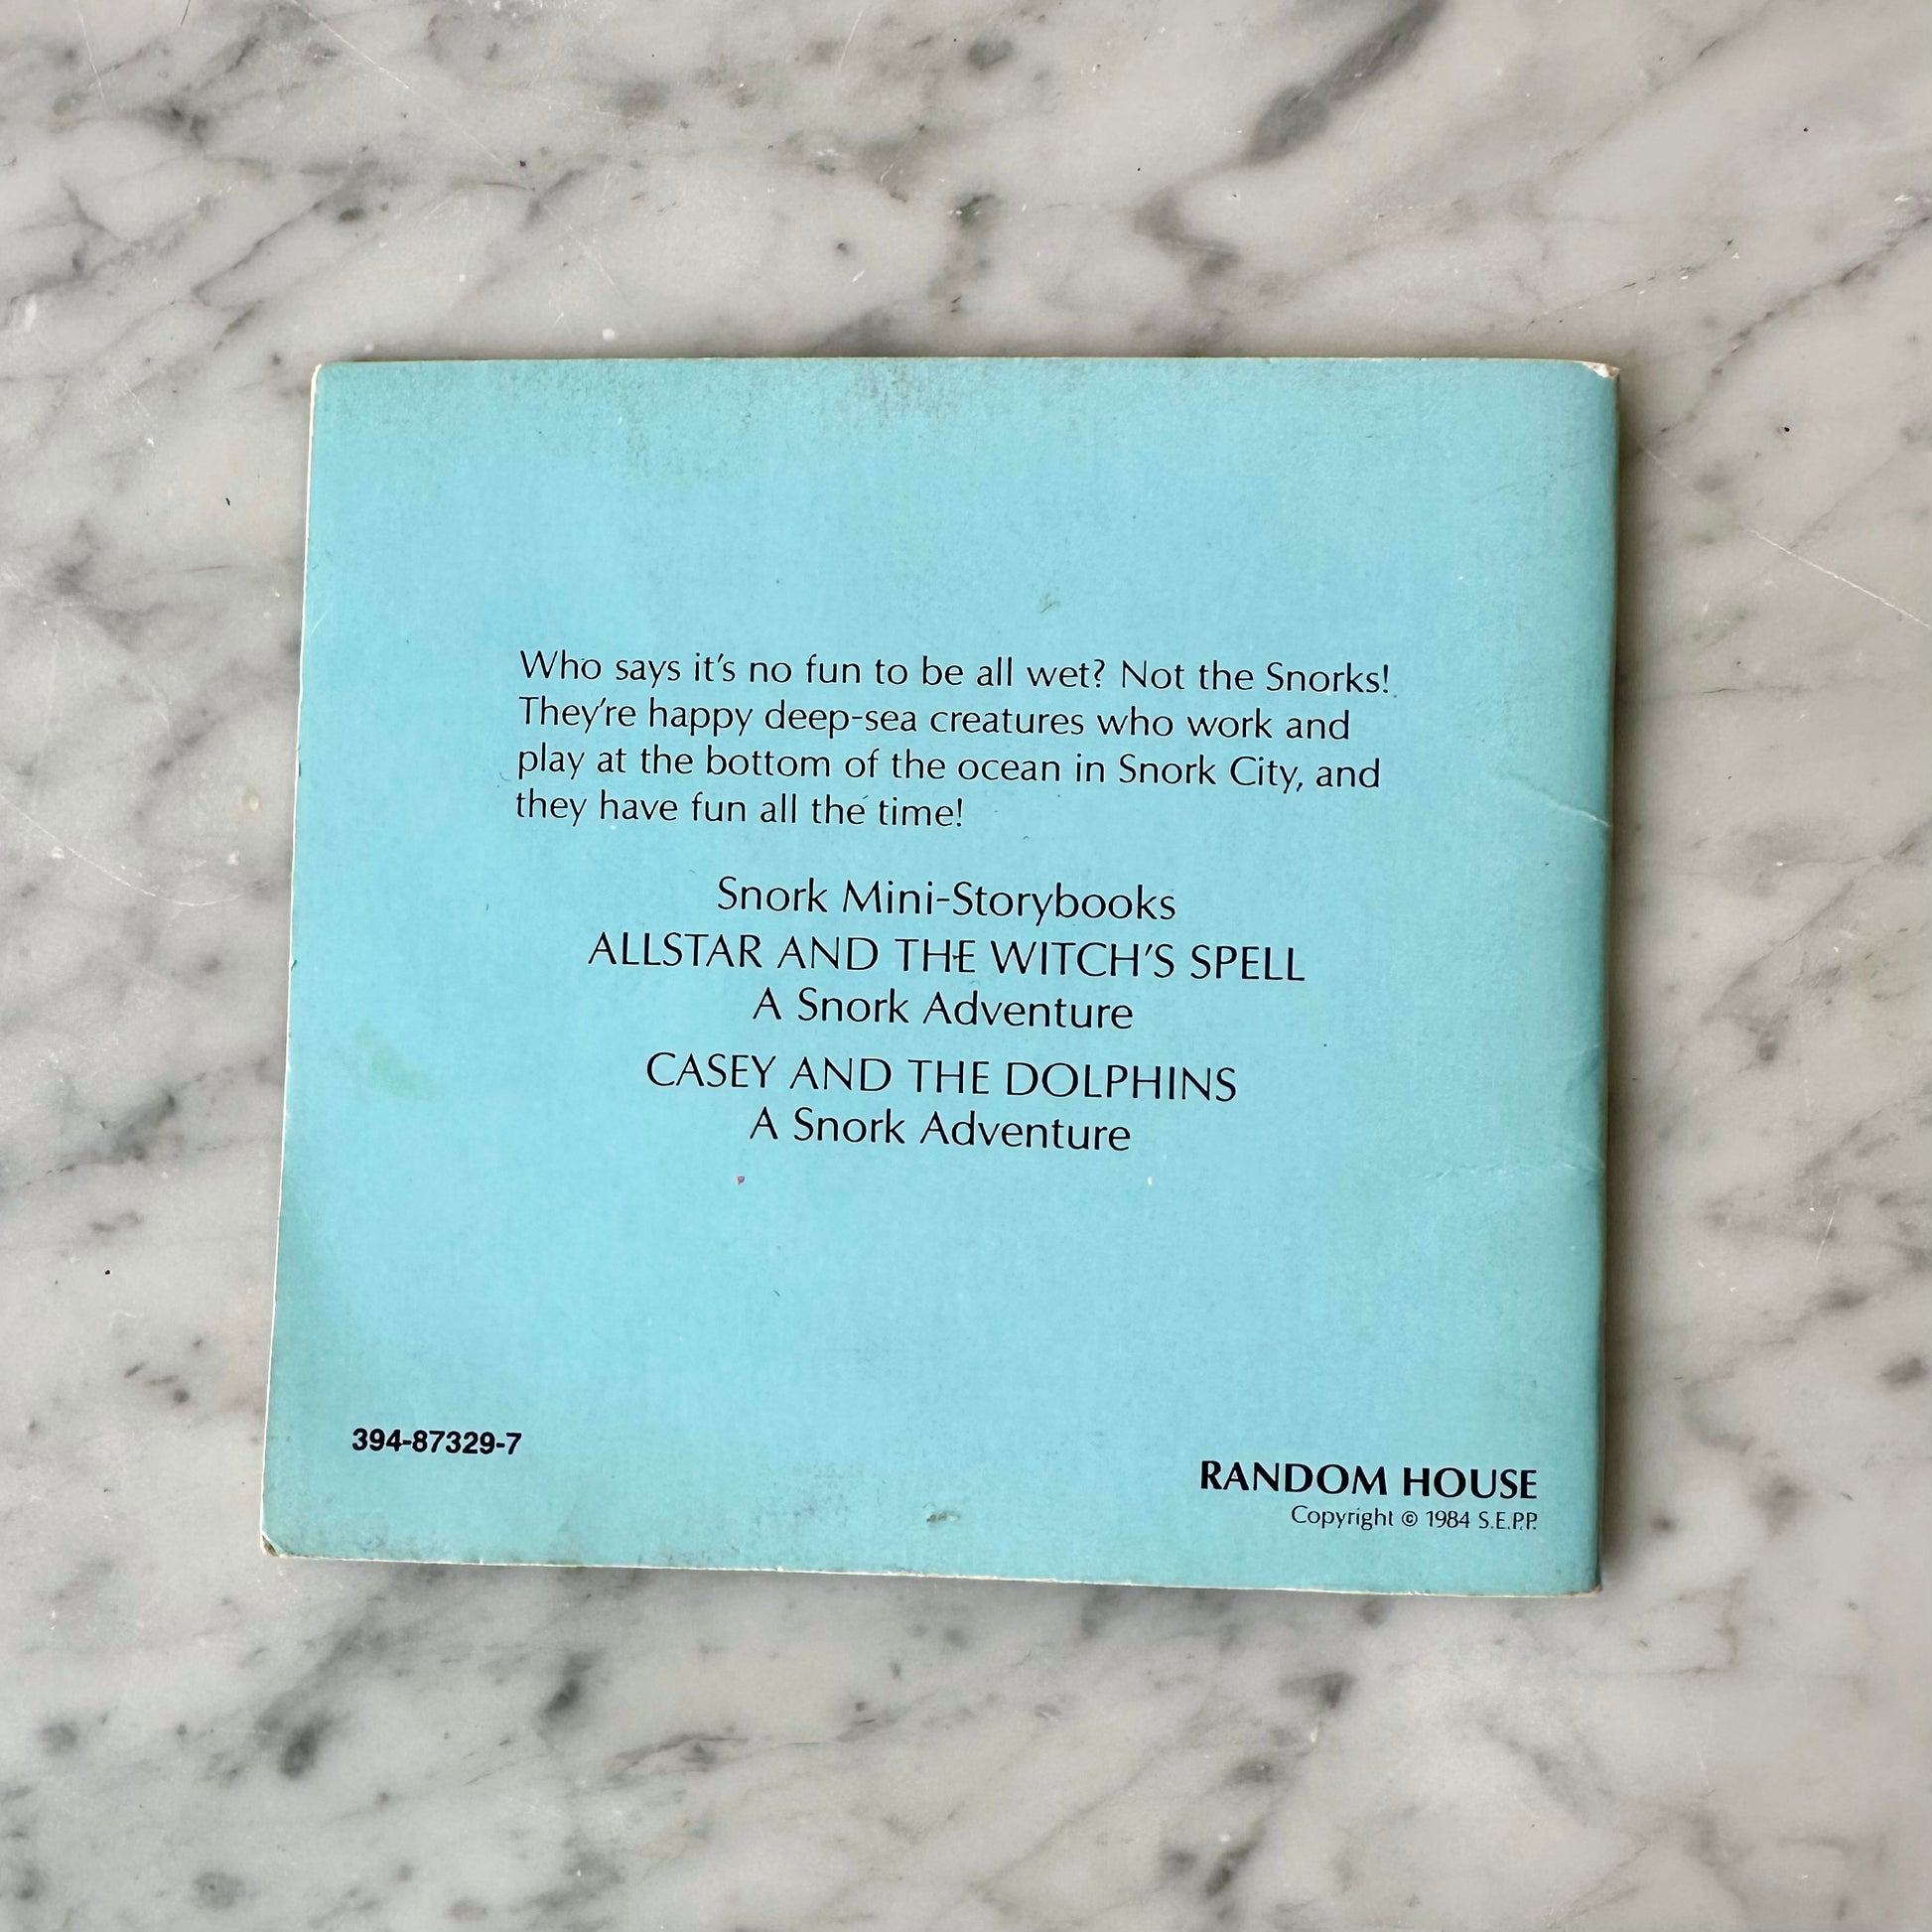 Who says it's no fun to be all wet? Not the Snorks!
They're happy deep-sea creatures who work and
play at the bottom of the ocean in Snork City, and
they have fun all the time!
Snork Mini-Storybooks
ALLSTAR AND THE WITCH'S SPELL
A Snork Adventure
CASEY AND THE DOLPHINS
A Snork Adventure
394-87329-7
RANDOM HOUSE
Copyright © 1984 S.E.P.P.